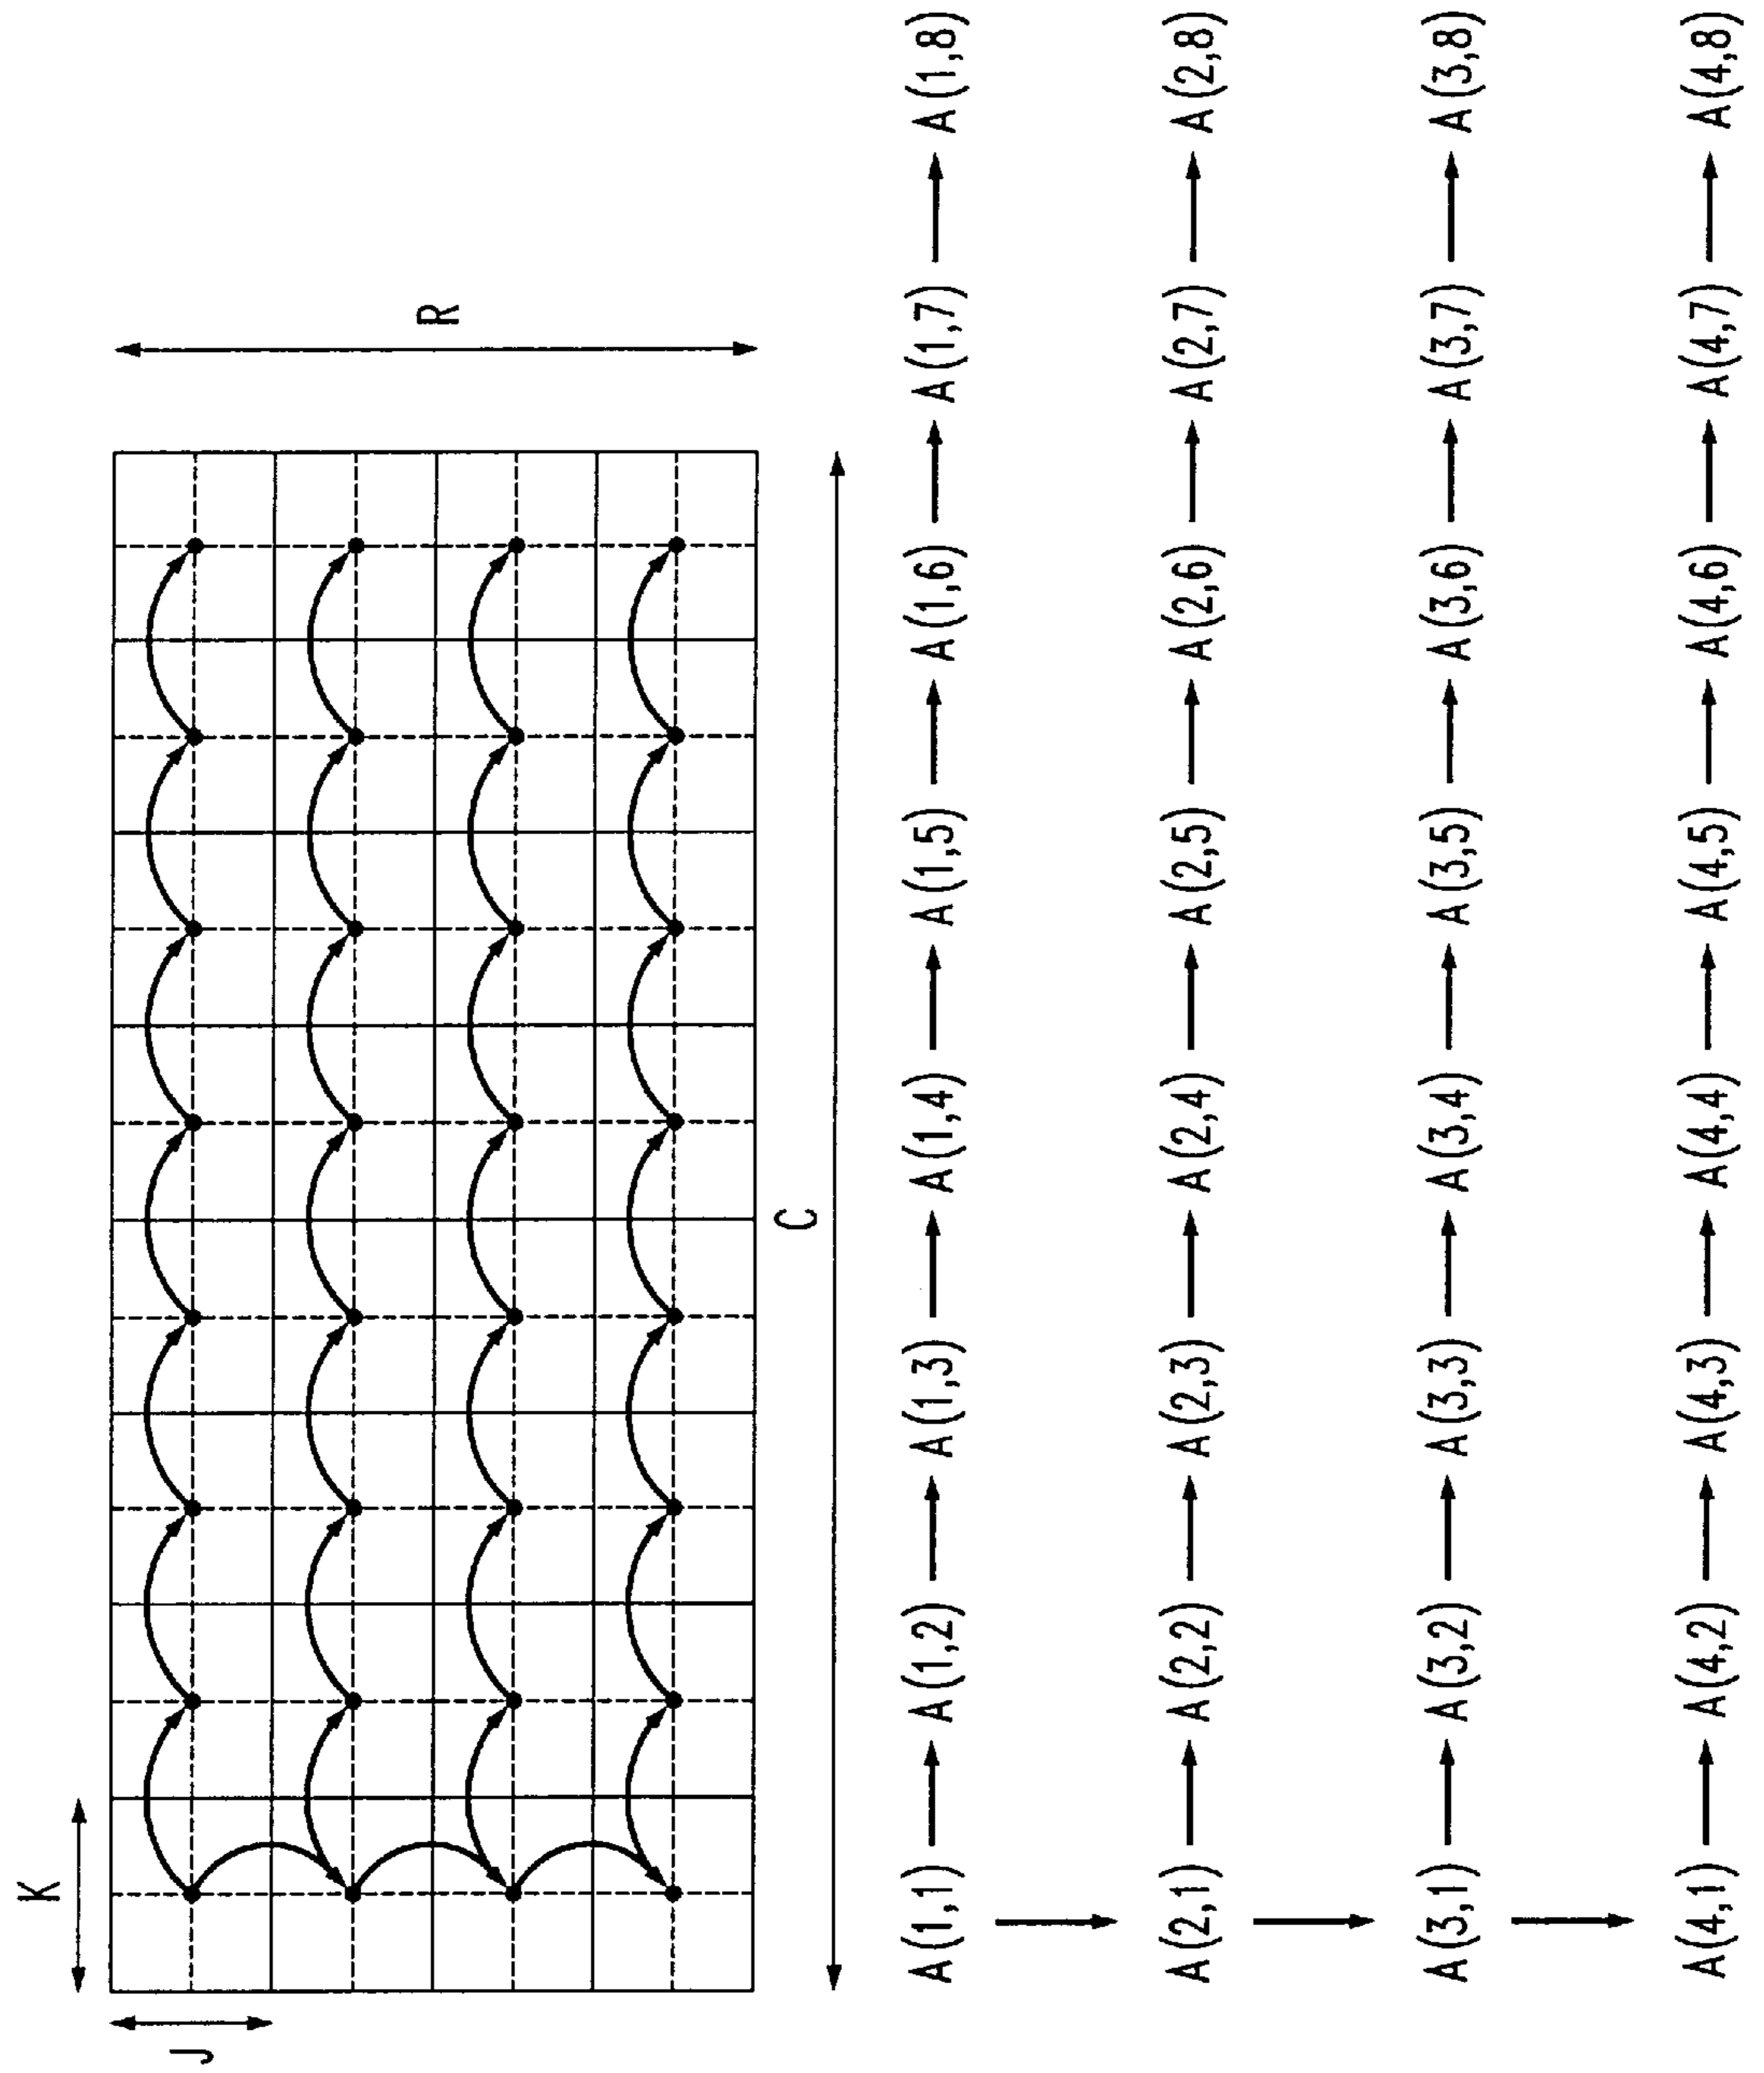 K
J
R
C
A(1,1) → A(1,2) → A(1,3) → A(1,4) → A(1,5) → A(1,6) → A(1,7) → A(1,8)
A(2,1) → A(2,2) → A(2,3) → A(2,4) → A(2,5) → A(2,6) → A(2,7) → A(2,8)
A(3,1) → A(3,2) → A(3,3) → A(3,4) → A(3,5) → A(3,6) → A(3,7) → A(3,8)
A(4,1) → A(4,2) → A(4,3) → A(4,4) → A(4,5) → A(4,6) → A(4,7) → A(4,8)